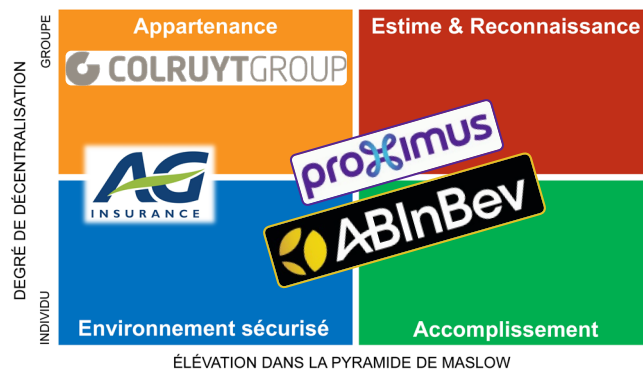 GROUPE
DEGRÉ DE DÉCENTRALISATION
INDIVIDU
Appartenance
COLRUYTGROUP
Estime & Reconnaissance
proximus
AG
INSURANCE
ABInBev
Environnement sécurisé
Accomplissement
ÉLÉVATION DANS LA PYRAMIDE DE MASLOW